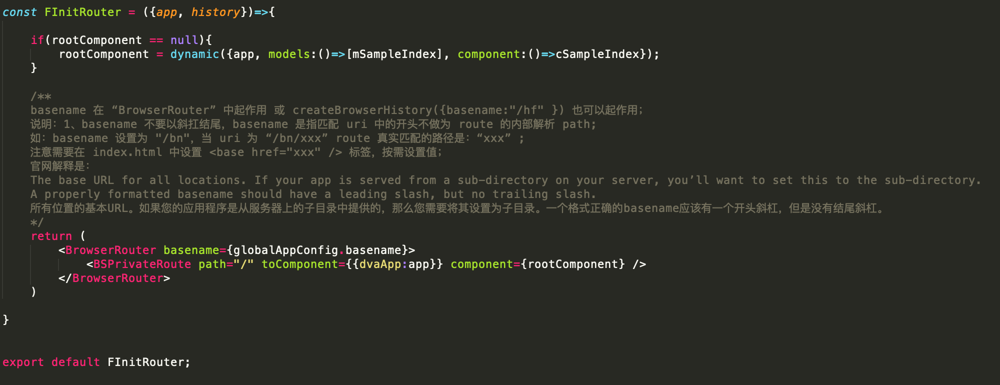 const FInitRouter = ({app, history})=>{
if(rootComponent == null){
rootComponent = dynamic({app, models:()=>[mSampleIndex], component:()=>cSampleIndex});
}
/**
basename 在 “BrowserRouter” 中起作用 或 createBrowserHistory({basename:"/hf" }) 也可以起作用;
说明：1、basename 不要以斜扛结尾，basename 是指匹配 uri 中的开头不做为 route 的内部解析 path;
如：basename 设置为 "/bn"，当 uri 为 “/bn/xxx” route 真实匹配的路径是：“xxx” ;
注意需要在 index.html 中设置 <base href="xxx" /> 标签，按需设置值;
官网解释是：
The base URL for all locations. If your app is served from a sub-directory on your server, you’ll want to set this to the sub-directory.
A properly formatted basename should have a leading slash, but no trailing slash.
所有位置的基本URL。如果您的应用程序是从服务器上的子目录中提供的，那么您需要将其设置为子目录。一个格式正确的basename应该有一个开头斜杠，但是没有结尾斜杠。
*/
return (
<BrowserRouter basename={globalAppConfig.basename}>
<BSPrivateRoute path="/" toComponent={{dvaApp:app}} component={rootComponent} />
</BrowserRouter>
)
}
export default FInitRouter;